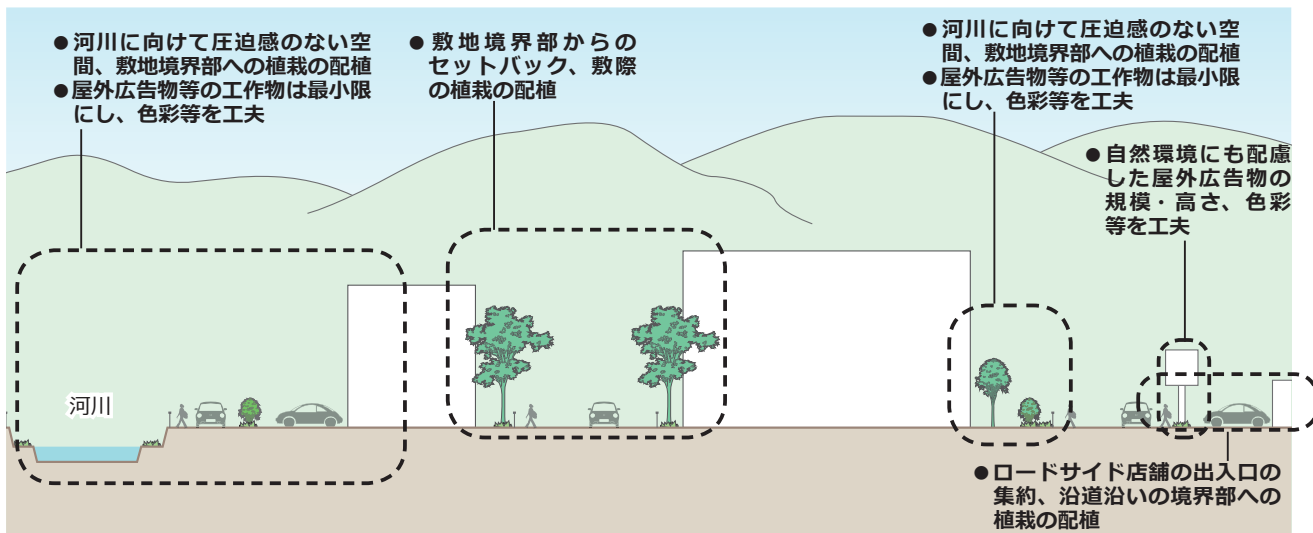 ●河川に向けて圧迫感のない空
間、敷地境界部への植栽の配植
●屋外広告物等の工作物は最小限
にし、色彩等を工夫
●敷地境界部からの
セットバック、敷際
の植栽の配植
●河川に向けて圧迫感のない空
間、敷地境界部への植栽の配植
●屋外広告物等の工作物は最小限
にし、色彩等を工夫
●自然環境にも配慮
した屋外広告物の
規模・高さ、色彩
等を工夫
河川
●ロードサイド店舗の出入口の
集約、沿道沿いの境界部への
植栽の配植